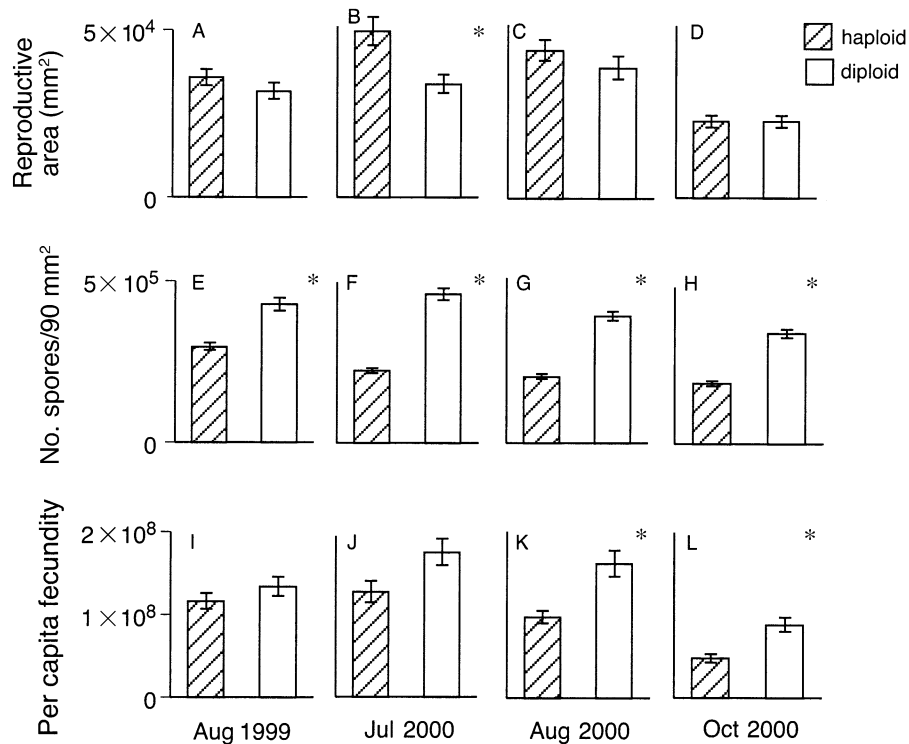 A
B
*
C
D
haploid
diploid
5 × 10⁴
0
Reproductive
area (mm²)
E
*
F
*
G
*
H
*
5 × 10⁵
0
No. spores/90 mm²
I
J
K
*
L
*
2 × 10⁸
1 × 10⁸
0
Per capita fecundity
Aug 1999
Jul 2000
Aug 2000
Oct 2000